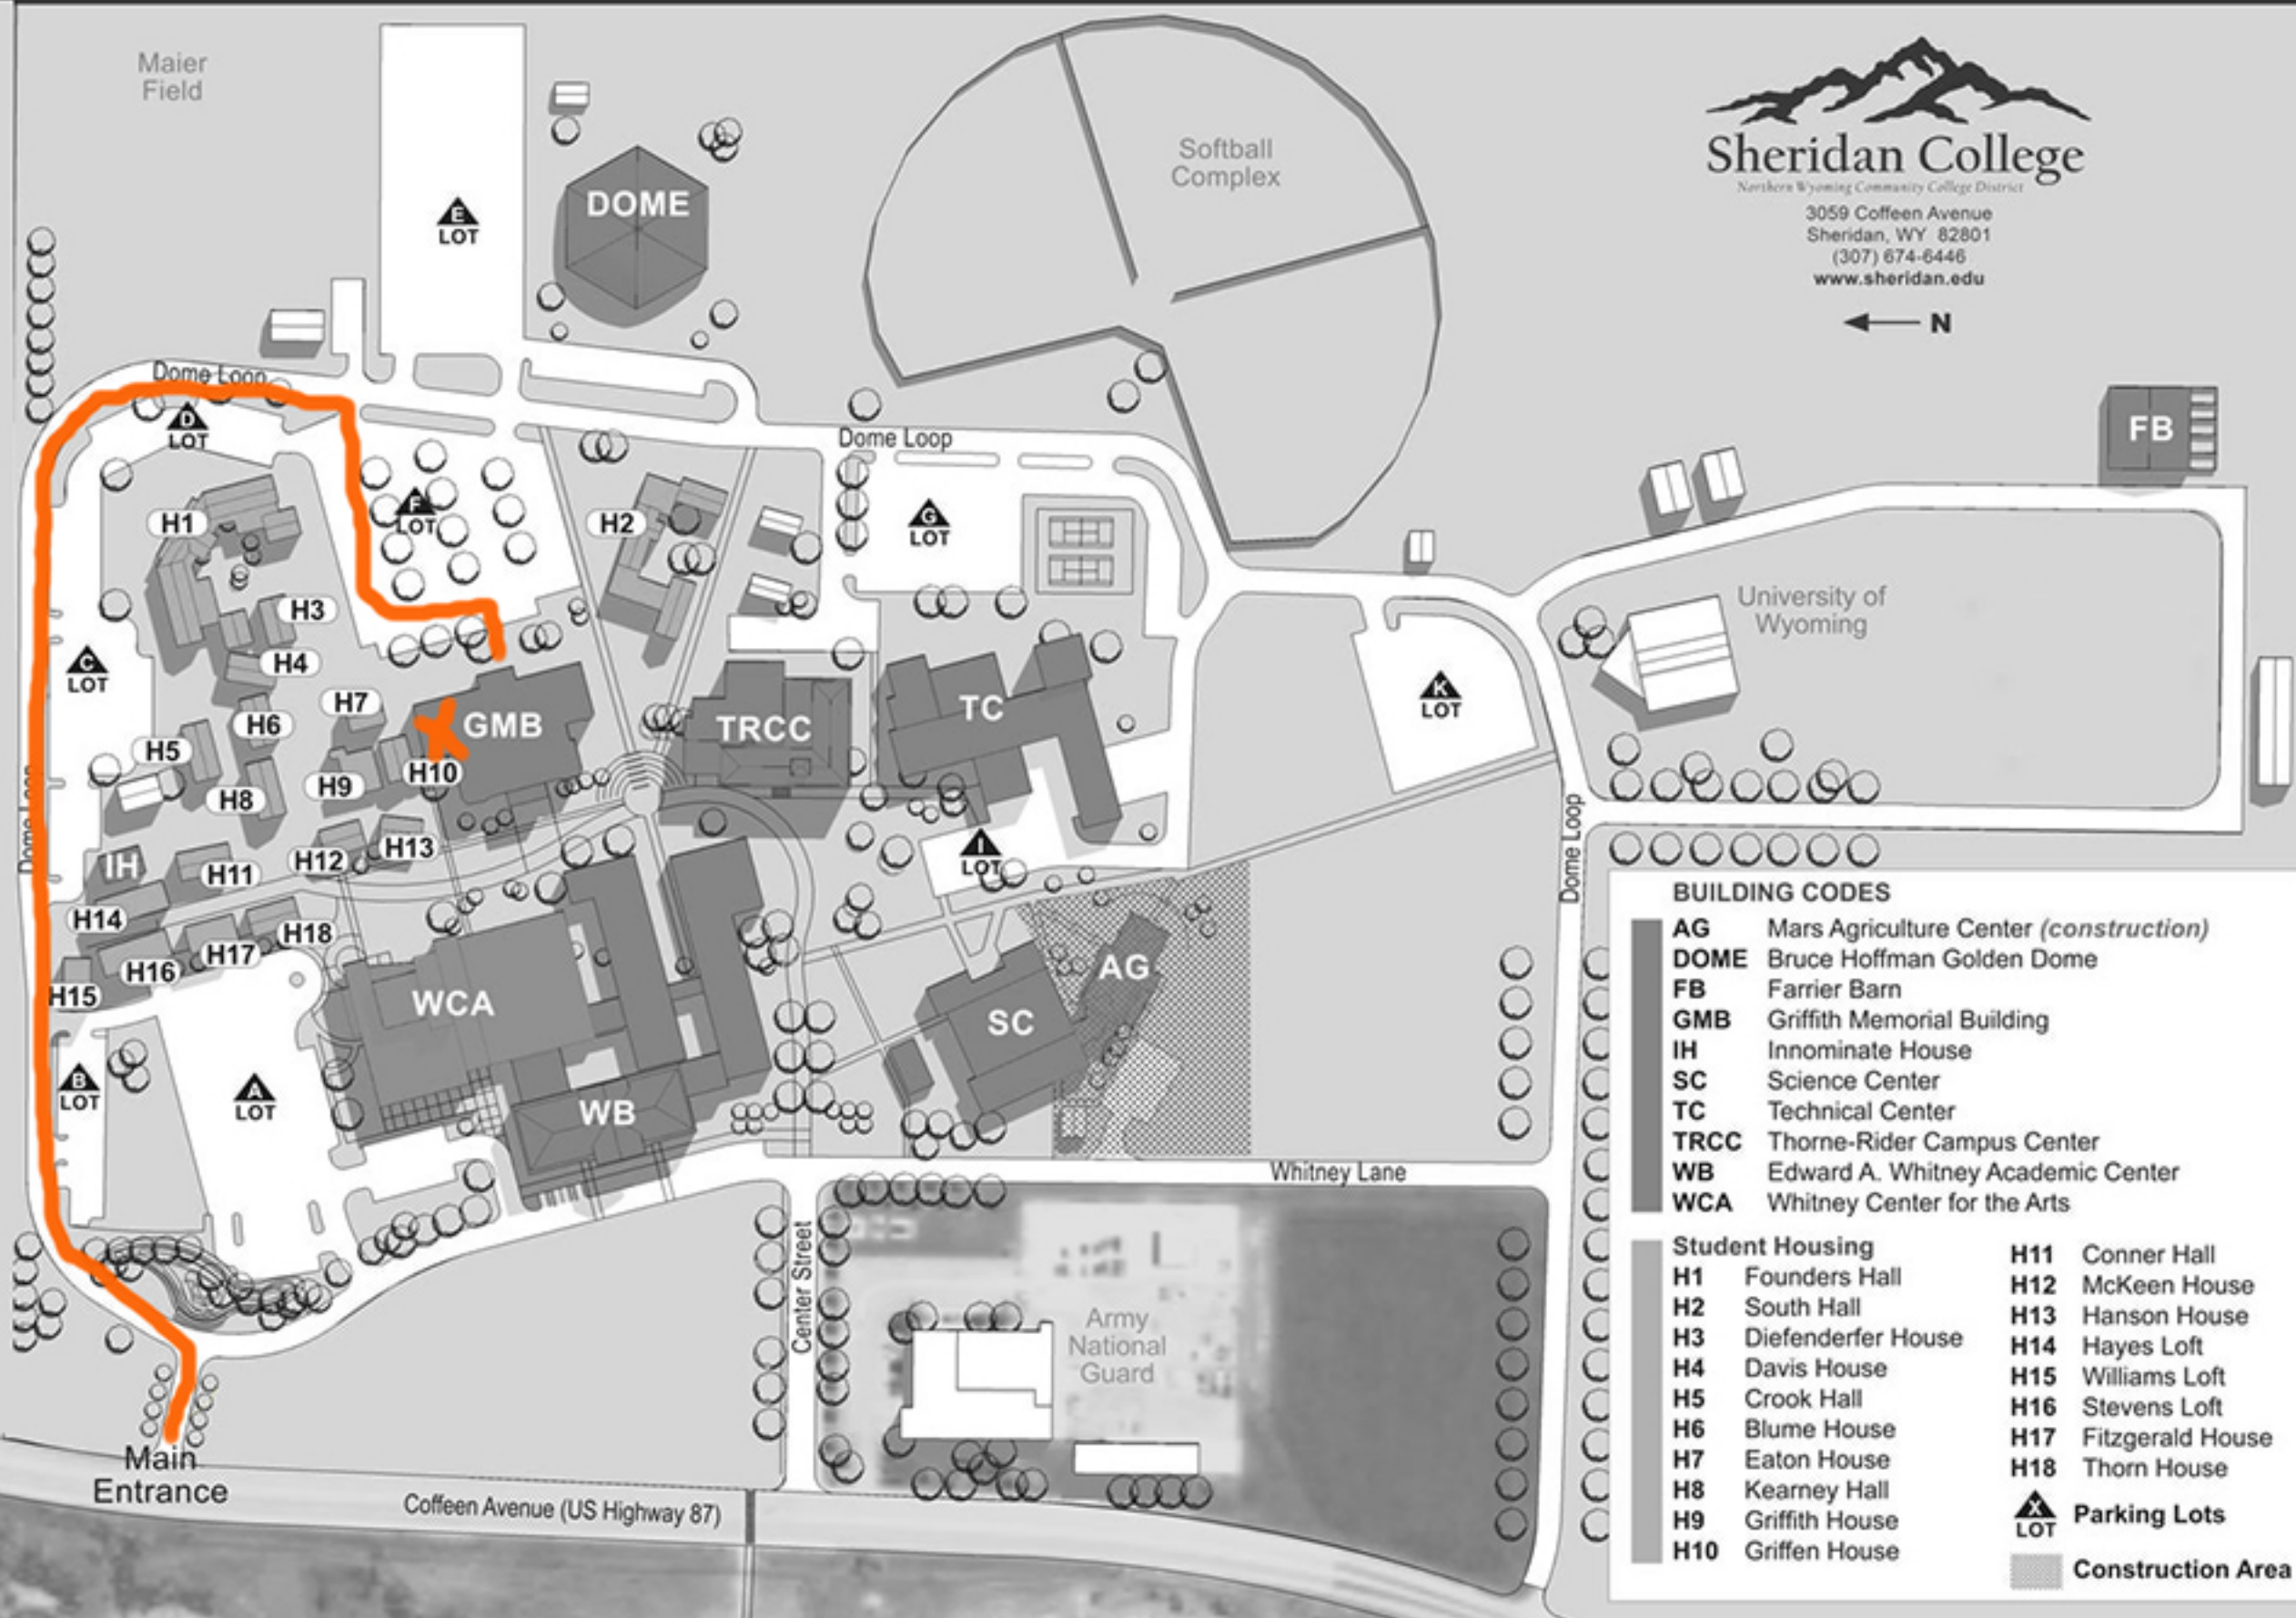 Maier
Field
E
LOT
DOME
Softball
Complex
Sheridan College
Northern Wyoming Community College District
3059 Coffeen Avenue
Sheridan, WY 82801
(307) 674-6446
www.sheridan.edu
N
Dome Loop
D
LOT
Dome Loop
FB
H1
F
LOT
H2
G
LOT
H3
University of
Wyoming
C
LOT
H4
K
LOT
H7
H6
GMB
TRCC
TC
H5
H9
H10
H8
Dome Loop
Dome Loop
IH
H11
H12
H13
I
LOT
H14
H18
H17
H16
H15
WCA
SC
AG
B
LOT
A
LOT
WB
Whitney Lane
Center Street
Army
National
Guard
Main
Entrance
Coffeen Avenue (US Highway 87)
BUILDING CODES
AG Mars Agriculture Center (construction)
DOME Bruce Hoffman Golden Dome
FB Farrier Barn
GMB Griffith Memorial Building
IH Innominate House
SC Science Center
TC Technical Center
TRCC Thorne-Rider Campus Center
WB Edward A. Whitney Academic Center
WCA Whitney Center for the Arts
Student Housing
H1 Founders Hall
H2 South Hall
H3 Diefenderfer House
H4 Davis House
H5 Crook Hall
H6 Blume House
H7 Eaton House
H8 Kearney Hall
H9 Griffith House
H10 Griffen House
H11 Conner Hall
H12 McKeen House
H13 Hanson House
H14 Hayes Loft
H15 Williams Loft
H16 Stevens Loft
H17 Fitzgerald House
H18 Thorn House
X
LOT Parking Lots
Construction Area